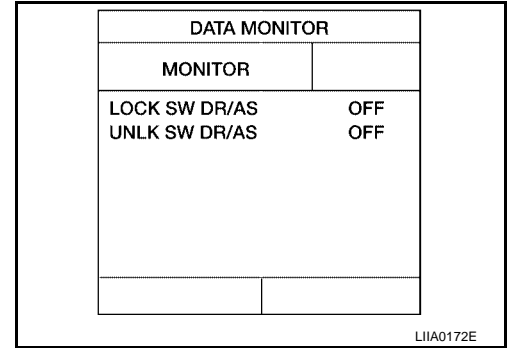 DATA MONITOR
MONITOR
LOCK SW DR/AS OFF
UNLK SW DR/AS OFF
LIIA0172E